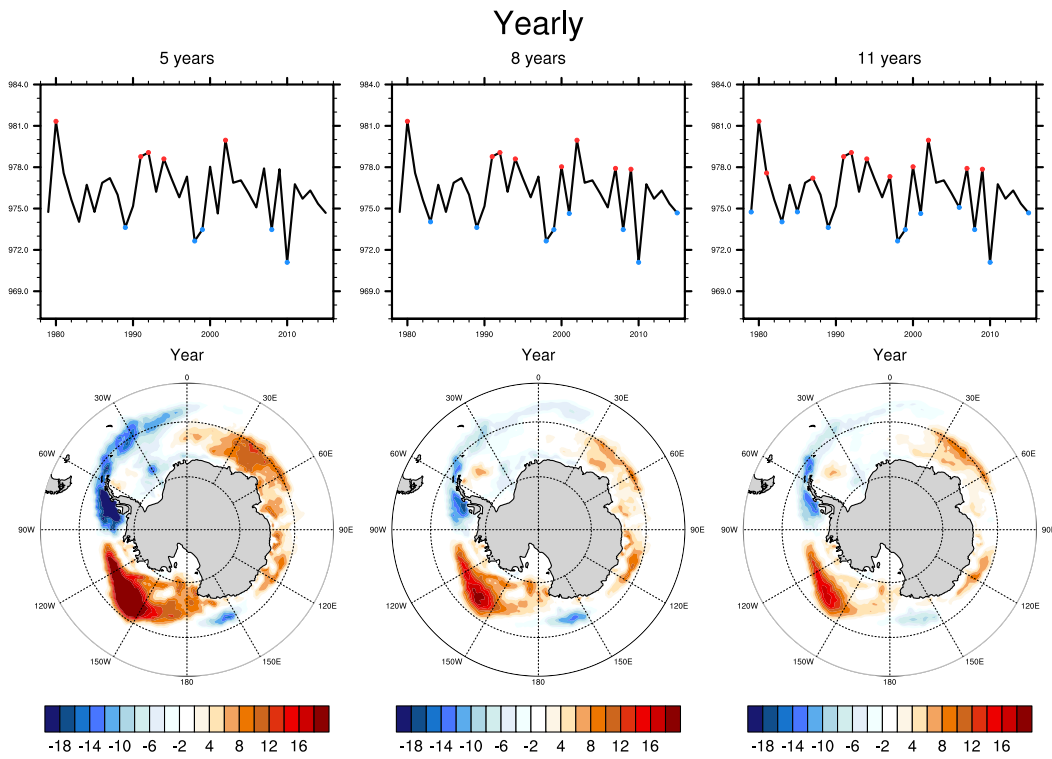 Yearly
5 years 8 years 11 years
984.0 984.0 984.0
981.0 981.0 981.0
978.0 978.0 978.0
975.0 975.0 975.0
972.0 972.0 972.0
969.0 969.0 969.0
1980 1990 2000 2010 1980 1990 2000 2010 1980 1990 2000 2010
Year Year Year
0 0 0
30W 30E 30W 30E 30W 30E
60W 60E 60W 60E 60W 60E
90W 90E 90W 90E 90W 90E
120W 120E 120W 120E 120W 120E
150W 150E 150W 150E 150W 150E
180 180 180
-18 -14 -10 -6 -2 4 8 12 16 -18 -14 -10 -6 -2 4 8 12 16 -18 -14 -10 -6 -2 4 8 12 16